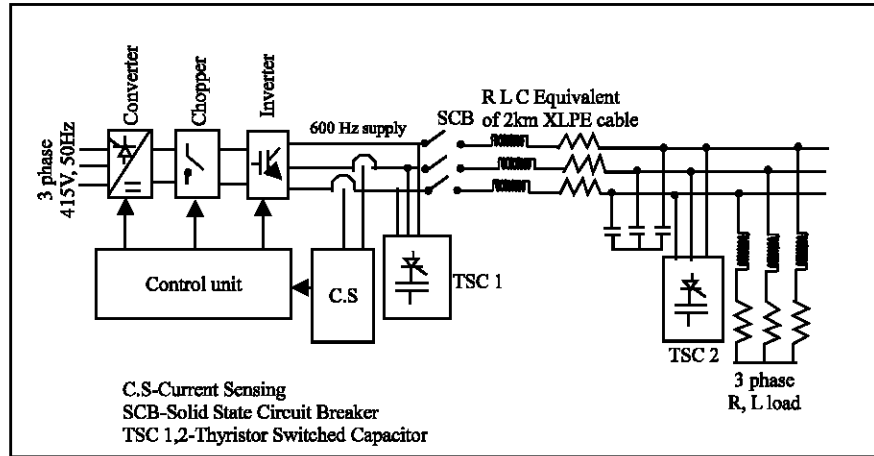 Converter
Chopper
Inverter
3 phase
415V, 50Hz
600 Hz supply
SCB
R L C Equivalent
of 2km XLPE cable
Control unit
C.S
TSC 1
TSC 2
3 phase
R, L load
C.S-Current Sensing
SCB-Solid State Circuit Breaker
TSC 1,2-Thyristor Switched Capacitor